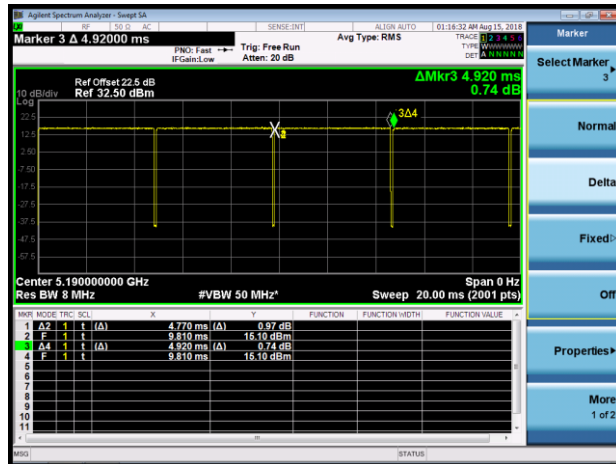 Agilent Spectrum Analyzer - Swept SA
RF 50 Ω AC SENSE:INT ALIGN AUTO 01:16:32 AM Aug 15, 2018
Marker 3 Δ 4.92000 ms
PNO: Fast
IFGain:Low
Trig: Free Run
Atten: 20 dB
Avg Type: RMS
TRACE 1 2 3 4 5 6
TYPE WWWWWW
DET A NNNNN
Ref Offset 22.5 dB
Ref 32.50 dBm
10 dB/div
Log
ΔMkr3 4.920 ms
0.74 dB
22.5
12.5
2.50
-7.50
-17.5
-27.5
-37.5
-47.5
-57.5
3Δ4
Center 5.190000000 GHz Span 0 Hz
Res BW 8 MHz #VBW 50 MHz* Sweep 20.00 ms (2001 pts)
MKR MODE TRC SCL X Y FUNCTION FUNCTION WIDTH FUNCTION VALUE
1 Δ2 1 t (Δ) 4.770 ms (Δ) 0.97 dB
2 F 1 t 9.810 ms 15.10 dBm
3 Δ4 1 t (Δ) 4.920 ms (Δ) 0.74 dB
4 F 1 t 9.810 ms 15.10 dBm
5
6
7
8
9
10
11
MSG STATUS
Marker
Select Marker
3
Normal
Delta
Fixed
Off
Properties
More
1 of 2